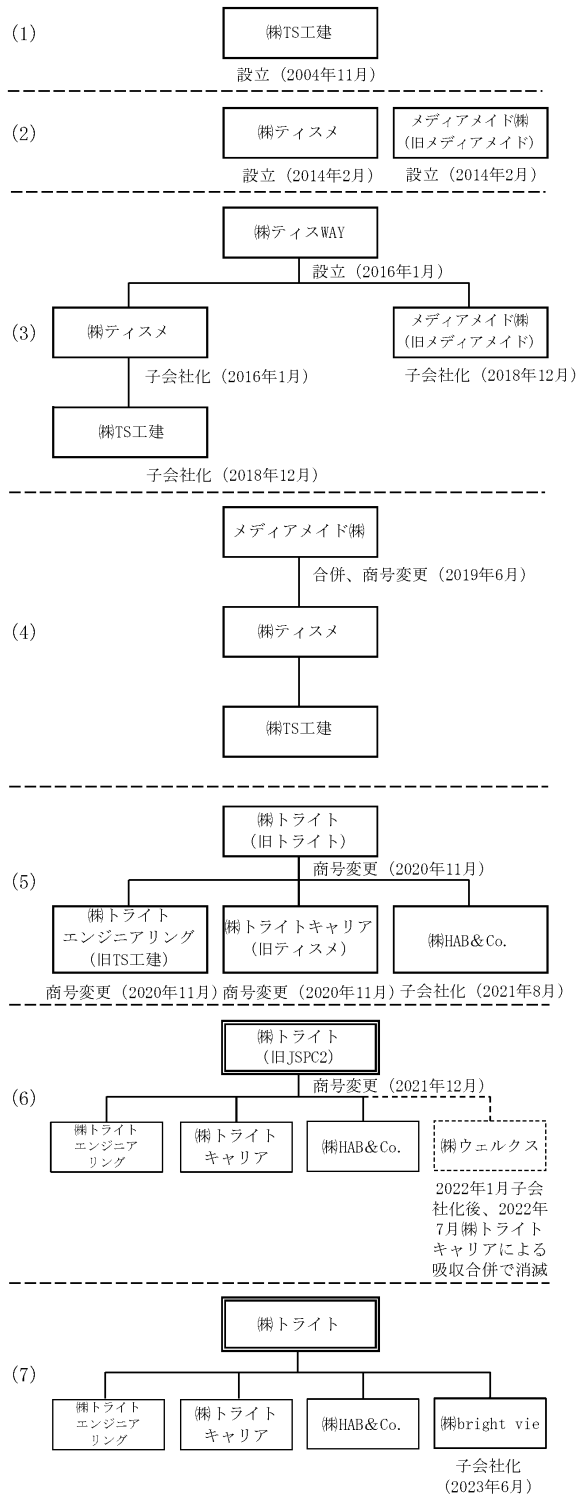 (1)
㈱TS工建
設立 (2004年11月)
(2)
㈱ティスメ
設立 (2014年2月)
メディアメイド㈱
(旧メディアメイド)
設立 (2014年2月)
(3)
㈱ティスWAY
設立 (2016年1月)
㈱ティスメ
子会社化 (2016年1月)
メディアメイド㈱
(旧メディアメイド)
子会社化 (2018年12月)
㈱TS工建
子会社化 (2018年12月)
(4)
メディアメイド㈱
合併、商号変更 (2019年6月)
㈱ティスメ
㈱TS工建
(5)
㈱トライト
(旧トライト)
商号変更 (2020年11月)
㈱トライト
エンジニアリング
(旧TS工建)
商号変更 (2020年11月)
㈱トライトキャリア
(旧ティスメ)
商号変更 (2020年11月)
㈱HAB&Co.
子会社化 (2021年8月)
(6)
㈱トライト
(旧JSPC2)
商号変更 (2021年12月)
㈱トライト
エンジニア
リング
㈱トライト
キャリア
㈱HAB&Co.
㈱ウェルクス
2022年1月子会
社化後、2022年
7月㈱トライト
キャリアによる
吸収合併で消滅
(7)
㈱トライト
㈱トライト
エンジニア
リング
㈱トライト
キャリア
㈱HAB&Co.
㈱bright vie
子会社化
(2023年6月)